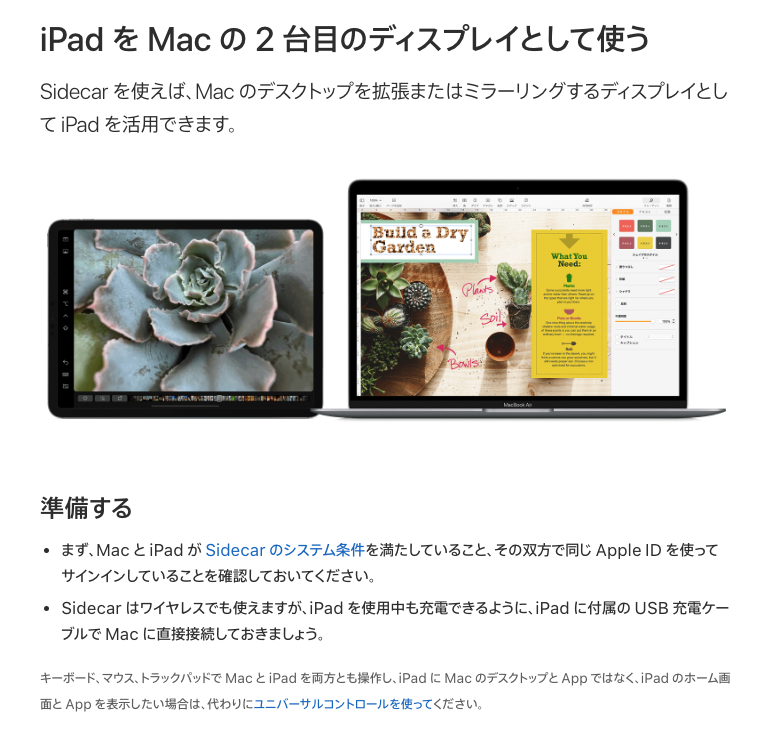 iPad を Mac の 2 台目のディスプレイとして使う
Sidecar を使えば、Mac のデスクトップを拡張またはミラーリングするディスプレイとし
て iPad を活用できます。
Build a Dry
Garden
What You
Need:
Plants
Soil
Bowls
MacBook Air
準備する
まず、Mac と iPad が Sidecar のシステム条件を満たしていること、その双方で同じ Apple ID を使って
サインインしていることを確認しておいてください。
Sidecar はワイヤレスでも使えますが、iPad を使用中も充電できるように、iPad に付属の USB 充電ケー
ブルで Mac に直接接続しておきましょう。
キーボード、マウス、トラックパッドで Mac と iPad を両方とも操作し、iPad に Mac のデスクトップと App ではなく、iPad のホーム画
面と App を表示したい場合は、代わりにユニバーサルコントロールを使ってください。